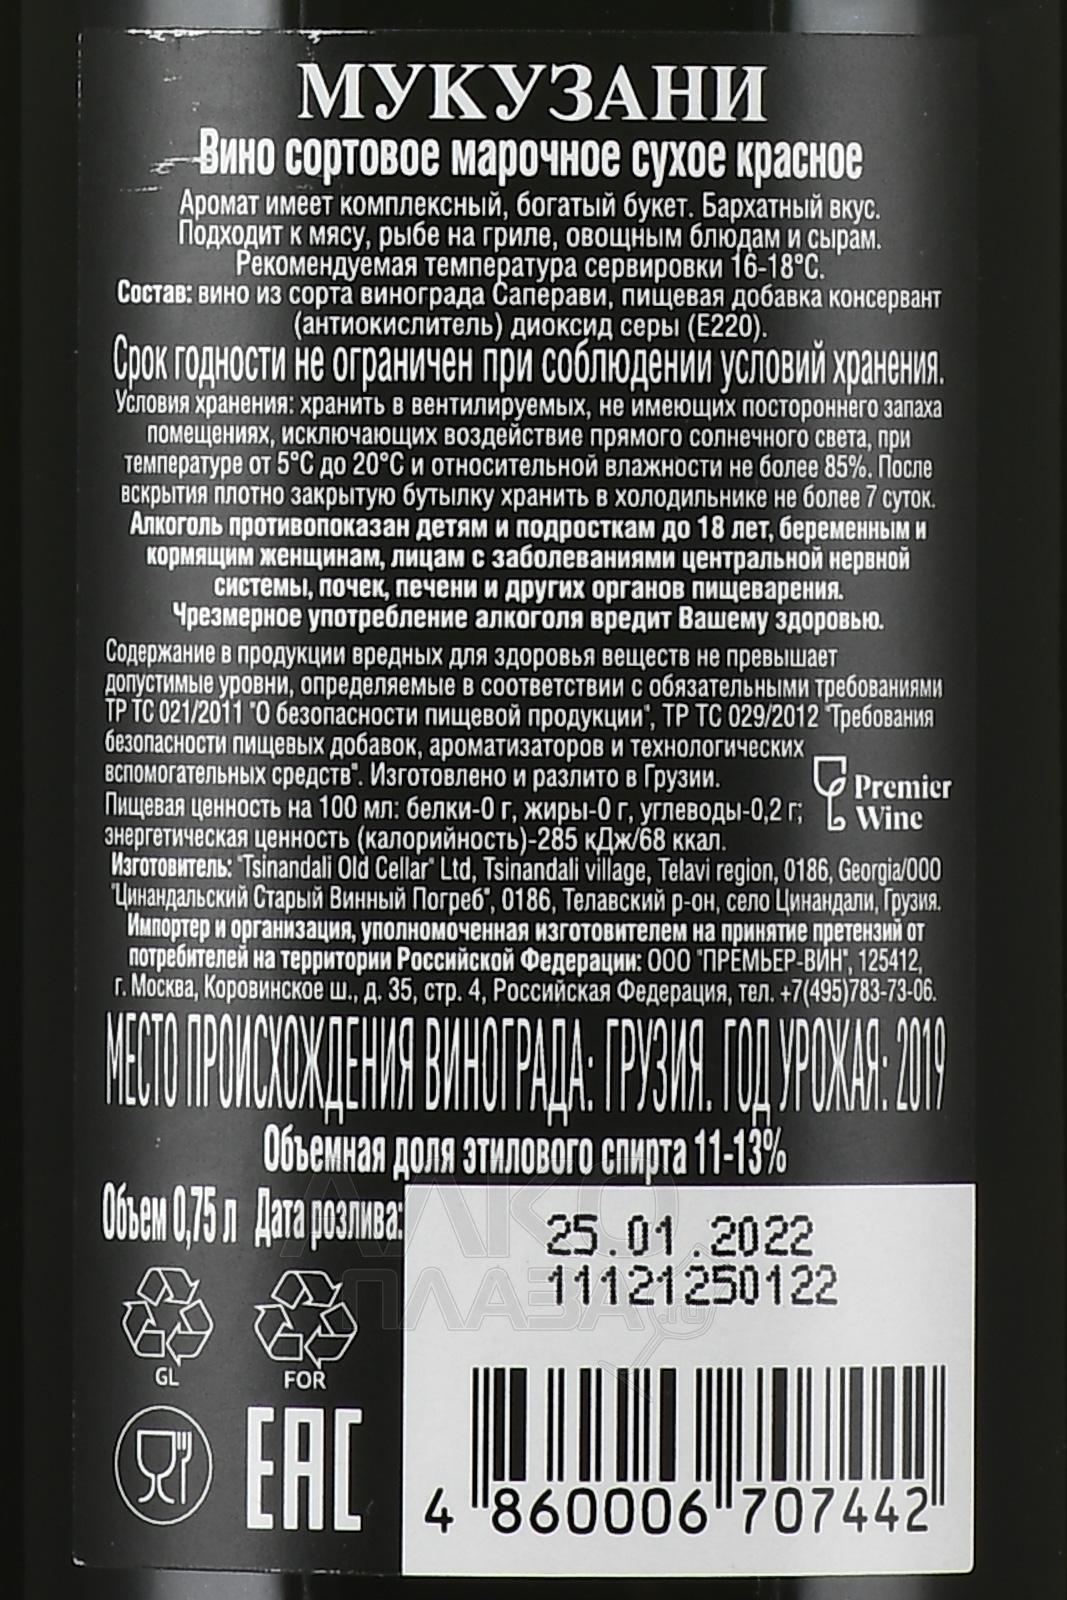 МУКУЗАНИ
Вино сортовое марочное сухое красное
Аромат имеет комплексный, богатый букет. Бархатный вкус.
Подходит к мясу, рыбе на гриле, овощным блюдам и сырам.
Рекомендуемая температура сервировки 16-18°С.
Состав: вино из сорта винограда Саперави, пищевая добавка консервант
(антиокислитель) диоксид серы (Е220).
Срок годности не ограничен при соблюдении условий хранения.
Условия хранения: хранить в вентилируемых, не имеющих постороннего запаха
помещениях, исключающих воздействие прямого солнечного света, при
температуре от 5°С до 20°С и относительной влажности не более 85%. После
вскрытия плотно закрытую бутылку хранить в холодильнике не более 7 суток.
Алкоголь противопоказан детям и подросткам до 18 лет, беременным и
кормящим женщинам, лицам с заболеваниями центральной нервной
системы, почек, печени и других органов пищеварения.
Чрезмерное употребление алкоголя вредит Вашему здоровью.
Содержание в продукции вредных для здоровья веществ не превышает
допустимые уровни, определяемые в соответствии с обязательными требованиями
ТР ТС 021/2011 "О безопасности пищевой продукции", ТР ТС 029/2012 "Требования
безопасности пищевых добавок, ароматизаторов и технологических
вспомогательных средств". Изготовлено и разлито в Грузии.
Premier
Wine
Пищевая ценность на 100 мл: белки-0 г, жиры-0 г, углеводы-0,2 г;
энергетическая ценность (калорийность)-285 кДж/68 ккал.
Изготовитель: "Tsinandali Old Cellar" Ltd, Tsinandali village, Telavi region, 0186, Georgia/ООО
"Цинандальский Старый Винный Погреб", 0186, Телавский р-он, село Цинандали, Грузия.
Импортер и организация, уполномоченная изготовителем на принятие претензий от
потребителей на территории Российской Федерации: ООО "ПРЕМЬЕР-ВИН", 125412,
г. Москва, Коровинское ш., д. 35, стр. 4, Российская Федерация, тел. +7(495)783-73-06.
МЕСТО ПРОИСХОЖДЕНИЯ ВИНОГРАДА: ГРУЗИЯ. ГОД УРОЖАЯ: 2019
Объемная доля этилового спирта 11-13%
Объем 0,75 л Дата розлива:
25.01.2022
11121250122
АЛКО
ПЛАЗА.ru
GL
FOR
EAC
4 860006 707442